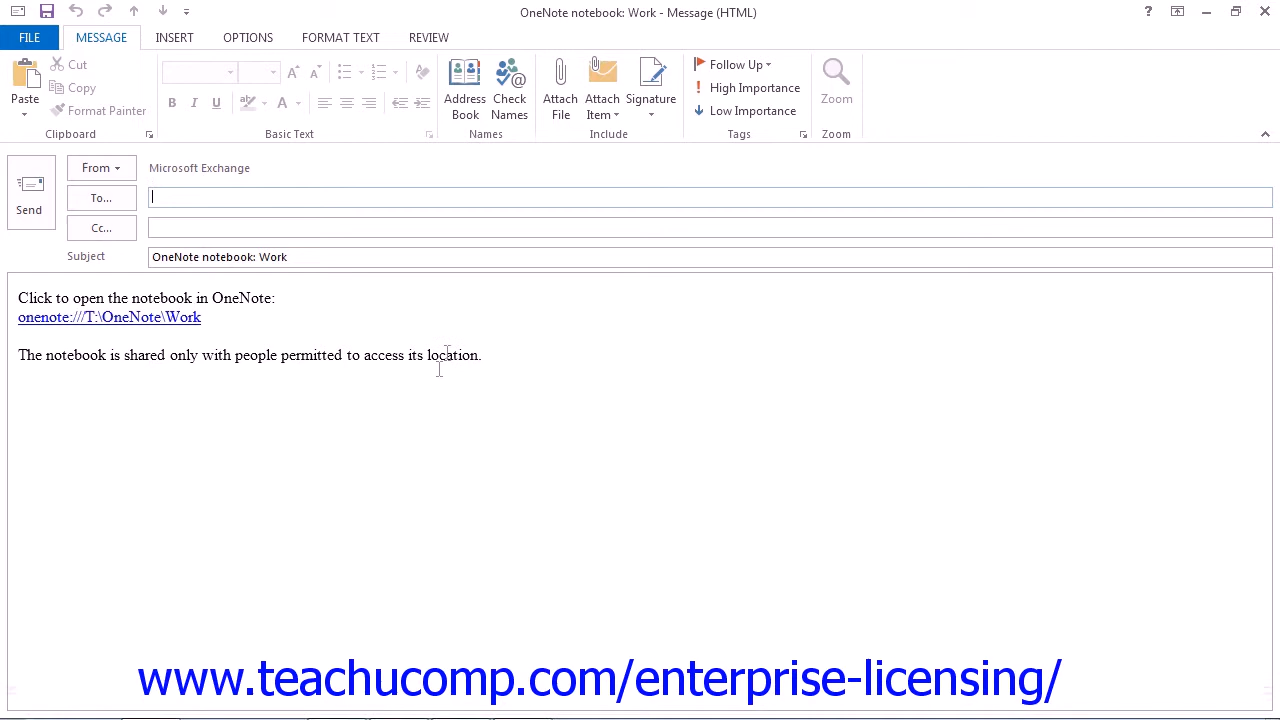 OneNote notebook: Work - Message (HTML)
?
FILE
MESSAGE
INSERT
OPTIONS
FORMAT TEXT
REVIEW
Paste
Cut
Copy
Format Painter
Clipboard
B I U ab A
A A
Basic Text
Address Book
Check Names
Names
Attach File
Attach Item
Signature
Include
Follow Up
High Importance
Low Importance
Tags
Zoom
Zoom
Send
From
Microsoft Exchange
To...
Cc...
Subject
OneNote notebook: Work
Click to open the notebook in OneNote:
onenote:///T:\OneNote\Work
The notebook is shared only with people permitted to access its location.
www.teachucomp.com/enterprise-licensing/